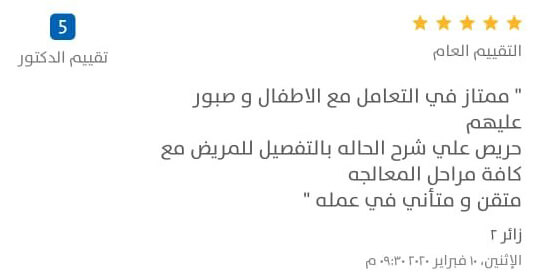 5
تقييم الدكتور
التقييم العام
" ممتاز في التعامل مع الاطفال و صبور
عليهم
حريص علي شرح الحاله بالتفصيل للمريض مع
كافة مراحل المعالجه
متقن و متأني في عمله "
زائر ٢
الإثنين، ١٠ فبراير ٢٠٢٠ ٠٩:٣٠ م